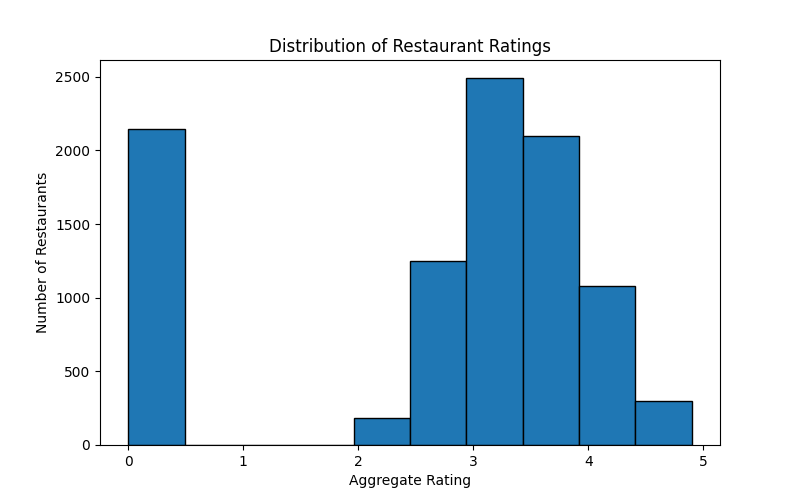 Distribution of Restaurant Ratings
2500
2000
1500
1000
500
0
Number of Restaurants
0 1 2 3 4 5
Aggregate Rating